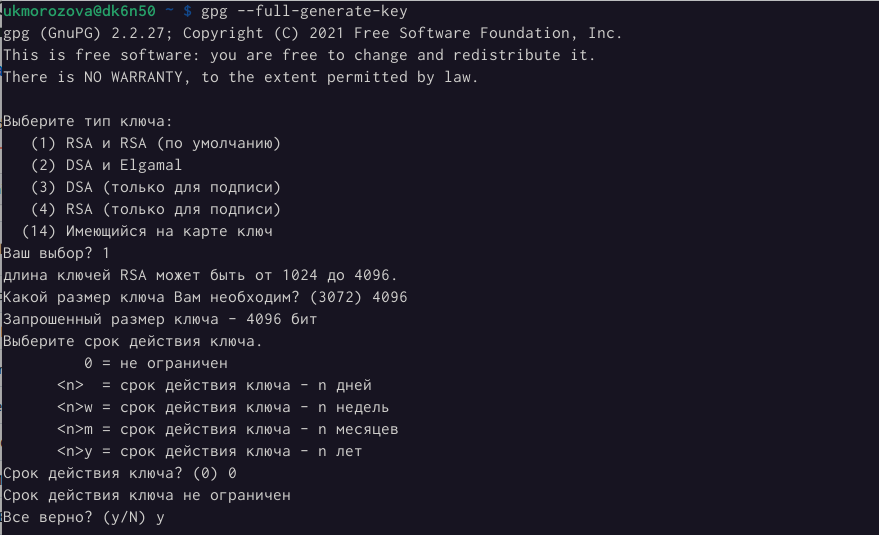 ukmorozova@dk6n50 ~ $ gpg --full-generate-key
gpg (GnuPG) 2.2.27; Copyright (C) 2021 Free Software Foundation, Inc.
This is free software: you are free to change and redistribute it.
There is NO WARRANTY, to the extent permitted by law.
Выберите тип ключа:
(1) RSA и RSA (по умолчанию)
(2) DSA и Elgamal
(3) DSA (только для подписи)
(4) RSA (только для подписи)
(14) Имеющийся на карте ключ
Ваш выбор? 1
длина ключей RSA может быть от 1024 до 4096.
Какой размер ключа Вам необходим? (3072) 4096
Запрошенный размер ключа - 4096 бит
Выберите срок действия ключа.
0 = не ограничен
<n> = срок действия ключа - n дней
<n>w = срок действия ключа - n недель
<n>m = срок действия ключа - n месяцев
<n>y = срок действия ключа - n лет
Срок действия ключа? (0) 0
Срок действия ключа не ограничен
Все верно? (y/N) y